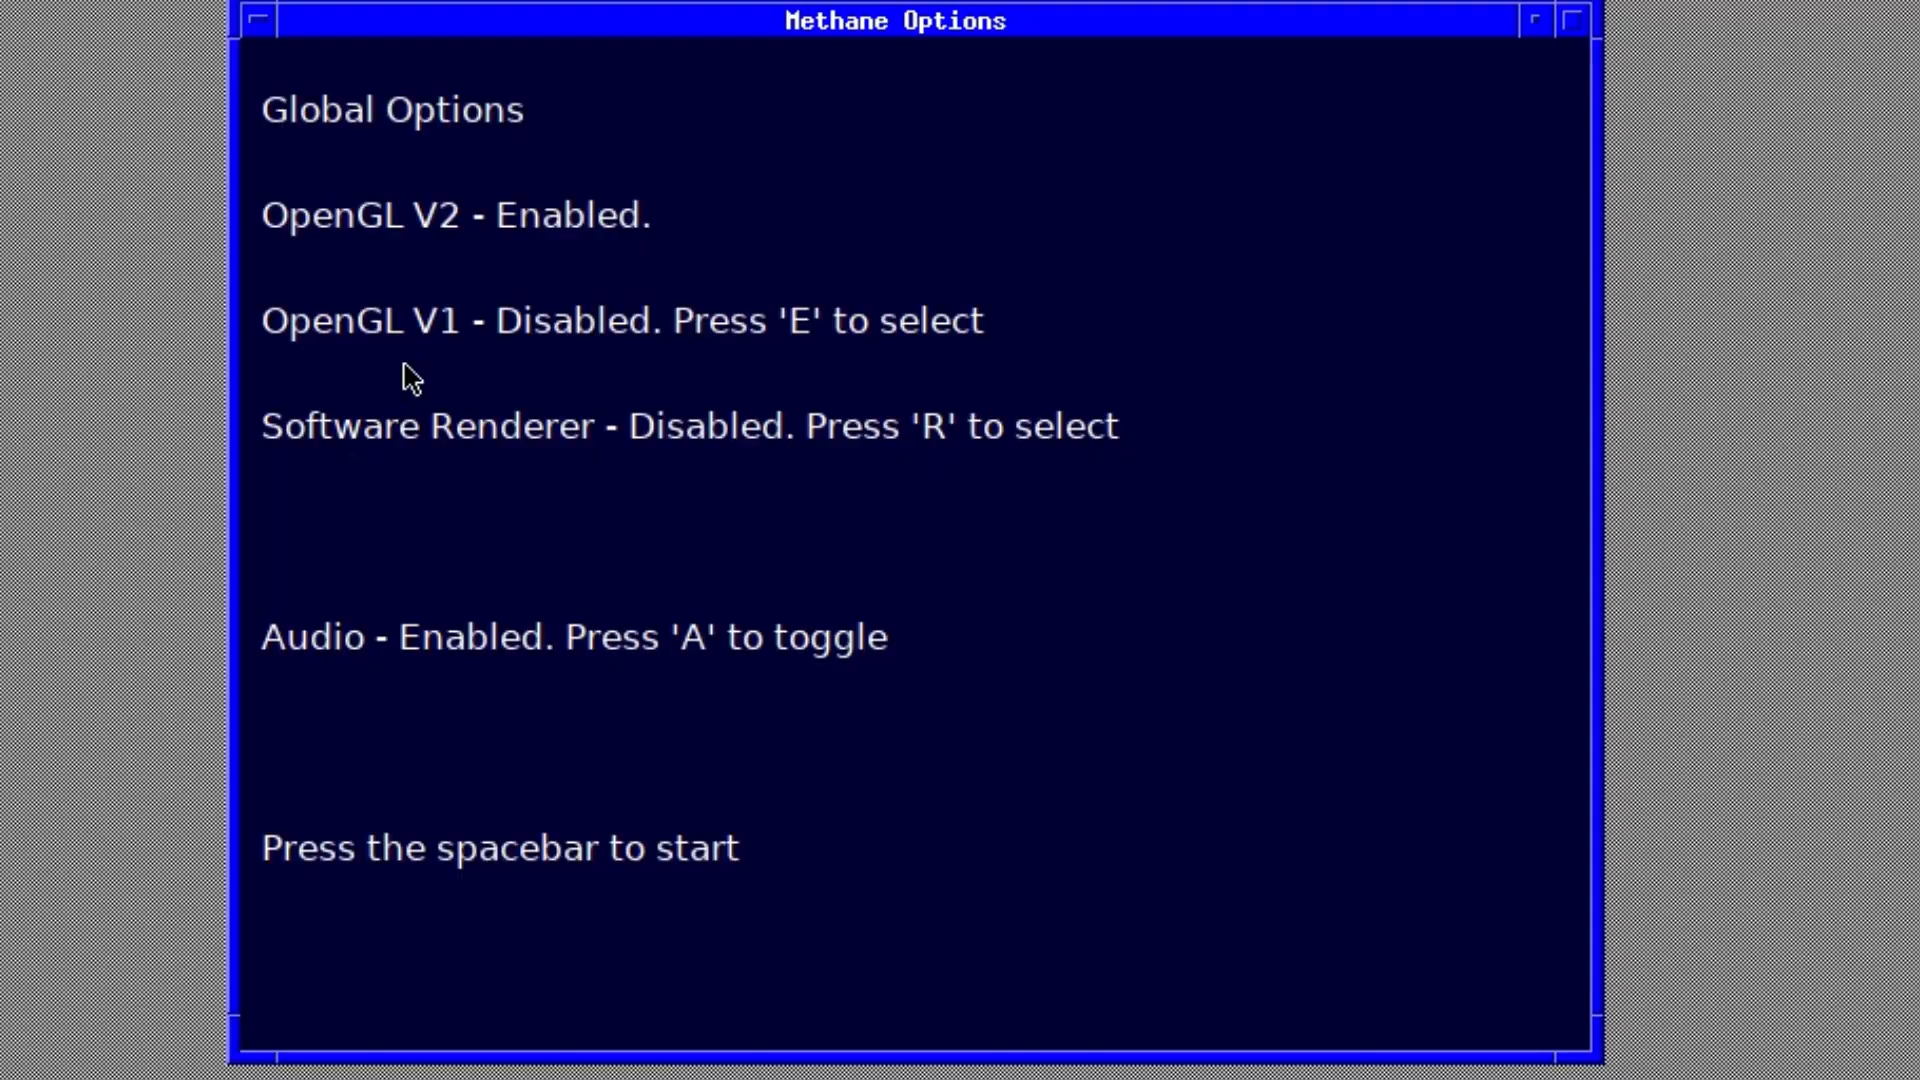 Methane Options
Global Options
OpenGL V2 - Enabled.
OpenGL V1 - Disabled. Press 'E' to select
Software Renderer - Disabled. Press 'R' to select
Audio - Enabled. Press 'A' to toggle
Press the spacebar to start